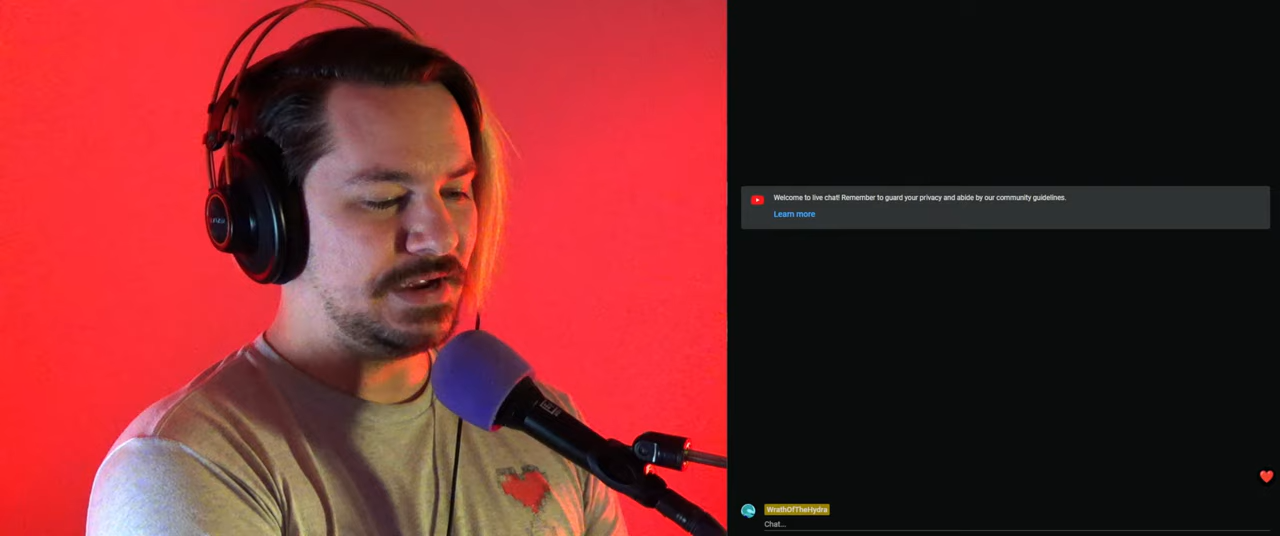 Welcome to live chat! Remember to guard your privacy and abide by our community guidelines.
Learn more
WrathOfTheHydra
Chat...